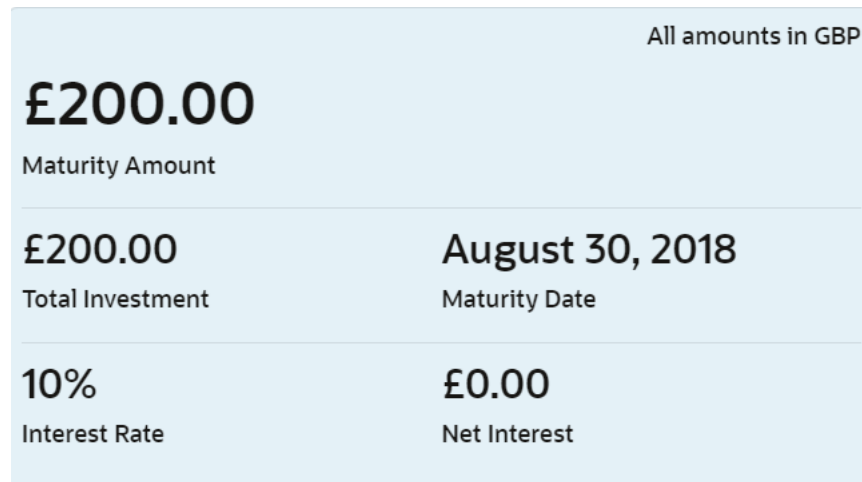 All amounts in GBP
£200.00
Maturity Amount
£200.00 August 30, 2018
Total Investment Maturity Date
10% £0.00
Interest Rate Net Interest